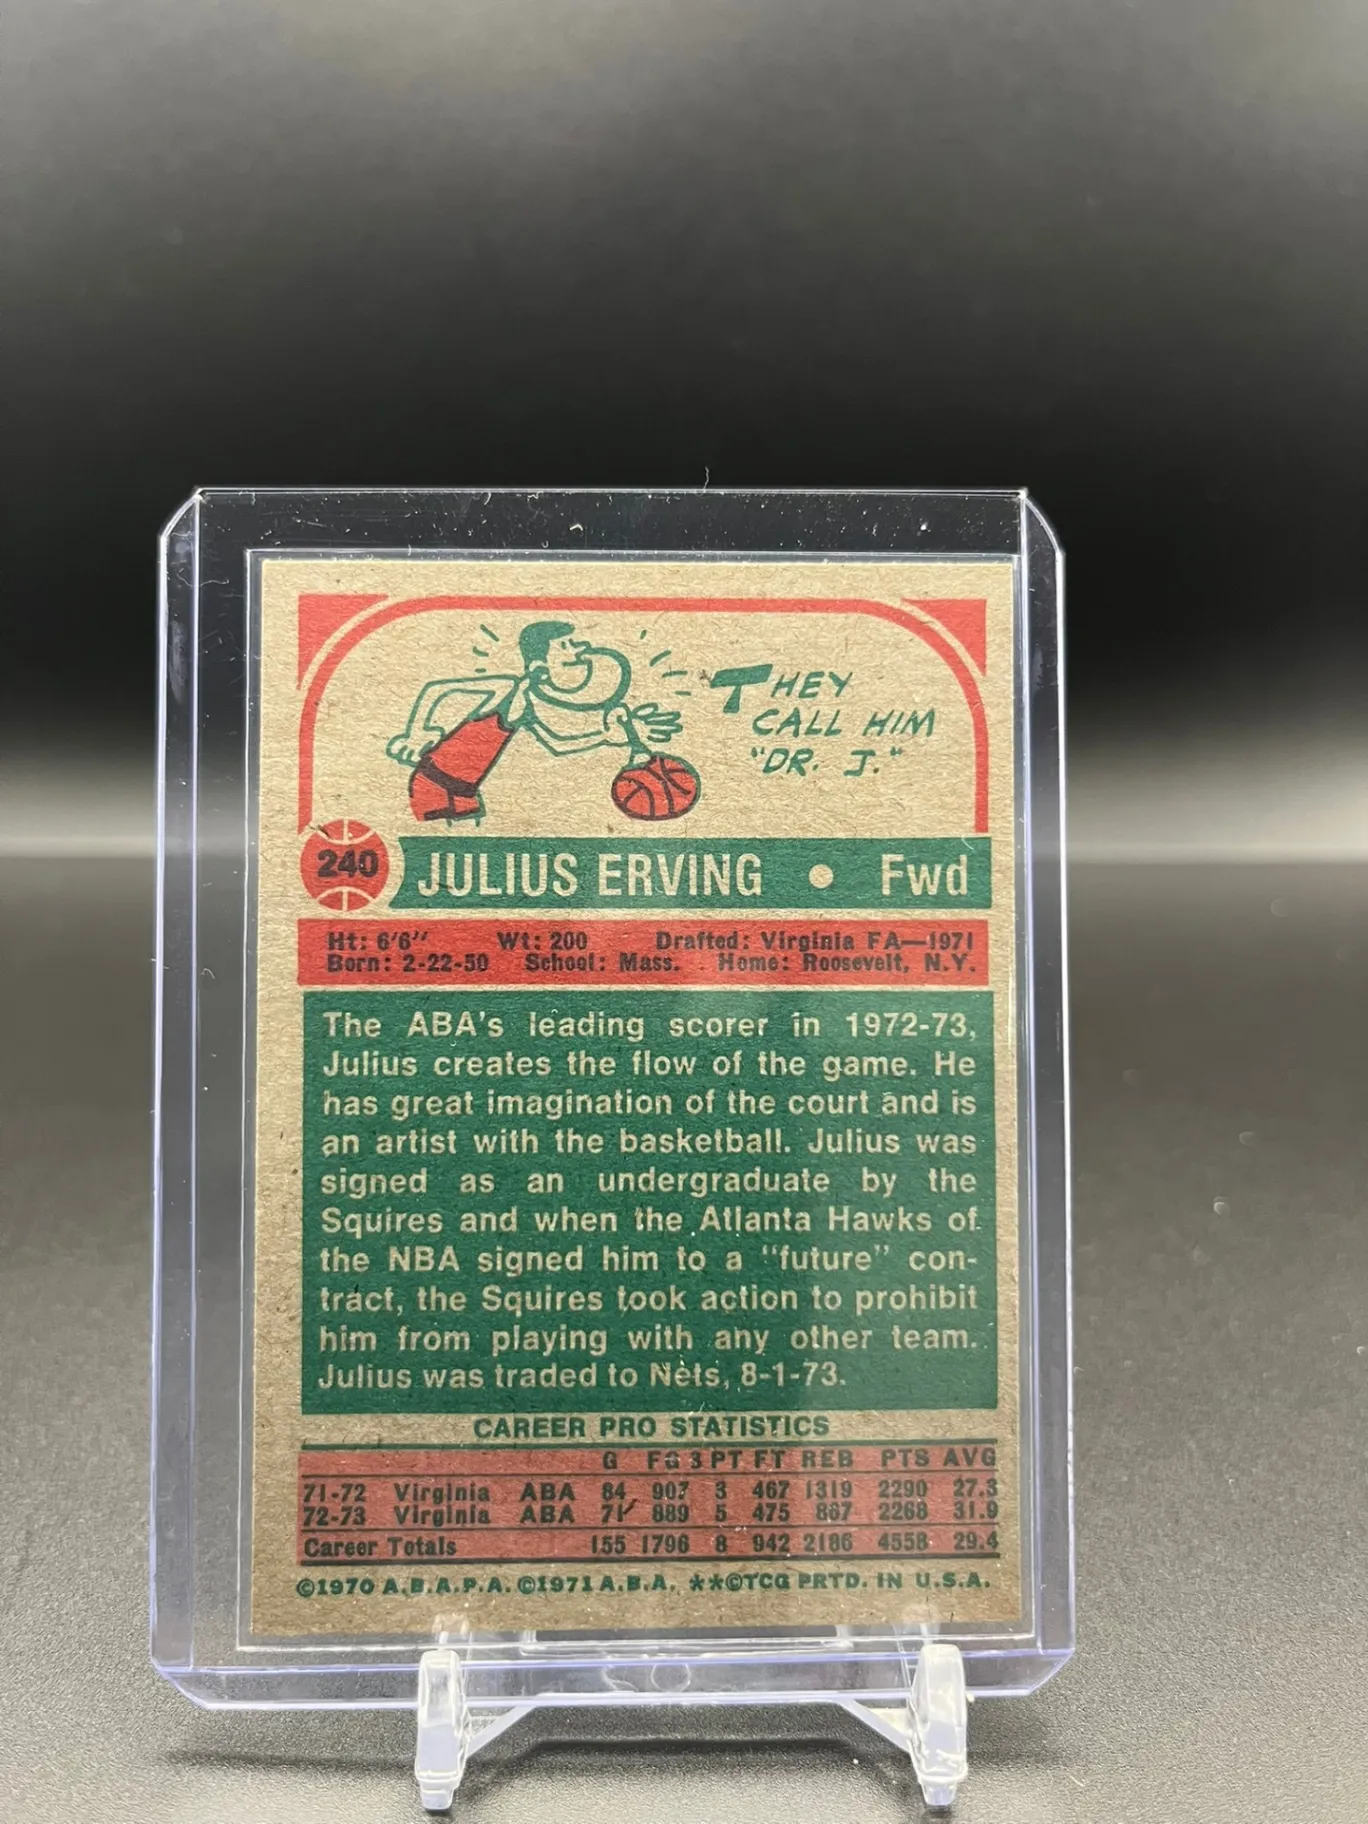 THEY
CALL HIM
"DR. J."
240
JULIUS ERVING • Fwd
Ht: 6'6" Wt: 200 Drafted: Virginia FA—1971
Born: 2-22-50 School: Mass. Home: Roosevelt, N.Y.
The ABA's leading scorer in 1972-73,
Julius creates the flow of the game. He
has great imagination of the court and is
an artist with the basketball. Julius was
signed as an undergraduate by the
Squires and when the Atlanta Hawks of
the NBA signed him to a "future" con-
tract, the Squires took action to prohibit
him from playing with any other team.
Julius was traded to Nets, 8-1-73.
CAREER PRO STATISTICS
G FG 3 PT FT REB PTS AVG
71-72 Virginia ABA 84 907 3 467 1319 2290 27.3
72-73 Virginia ABA 71 889 5 475 867 2268 31.9
Career Totals 155 1796 8 942 2186 4558 29.4
©1970 A.B.A.P.A. ©1971 A.B.A. **©TCG PRTD. IN U.S.A.